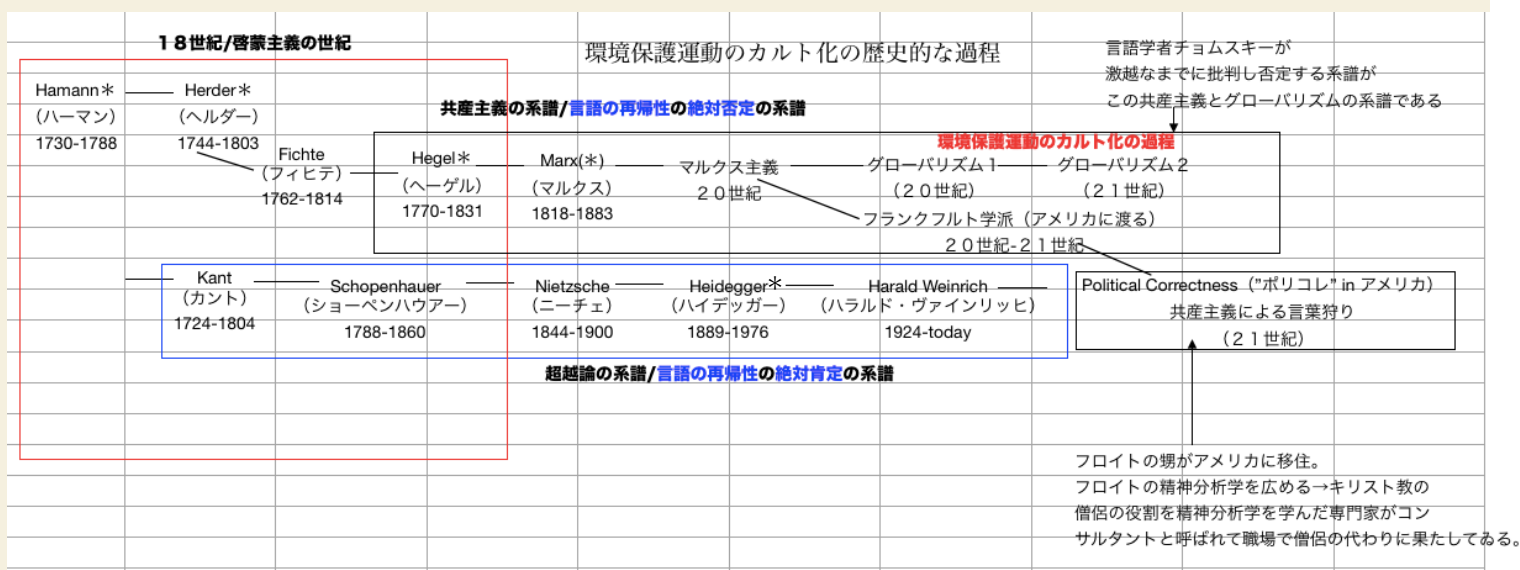 18世紀/啓蒙主義の世紀
環境保護運動のカルト化の歴史的な過程
言語学者チョムスキーが
激越なまでに批判し否定する系譜が
この共産主義とグローバリズムの系譜である
Hamann＊
（ハーマン）
1730-1788
Herder＊
（ヘルダー）
1744-1803
Fichte
（フィヒテ）
1762-1814
共産主義の系譜/言語の再帰性の絶対否定の系譜
環境保護運動のカルト化の過程
Hegel＊
（ヘーゲル）
1770-1831
Marx(＊)
（マルクス）
1818-1883
マルクス主義
２０世紀
グローバリズム１
（２０世紀）
グローバリズム２
（２１世紀）
フランクフルト学派（アメリカに渡る）
２０世紀-２１世紀
Kant
（カント）
1724-1804
Schopenhauer
（ショーペンハウアー）
1788-1860
Nietzsche
（ニーチェ）
1844-1900
Heidegger＊
（ハイデッガー）
1889-1976
Harald Weinrich
（ハラルド・ヴァインリッヒ）
1924-today
Political Correctness（”ポリコレ” in アメリカ）
共産主義による言葉狩り
（２１世紀）
超越論の系譜/言語の再帰性の絶対肯定の系譜
フロイトの甥がアメリカに移住。
フロイトの精神分析学を広める→キリスト教の
僧侶の役割を精神分析学を学んだ専門家がコン
サルタントと呼ばれて職場で僧侶の代わりに果たしてゐる。